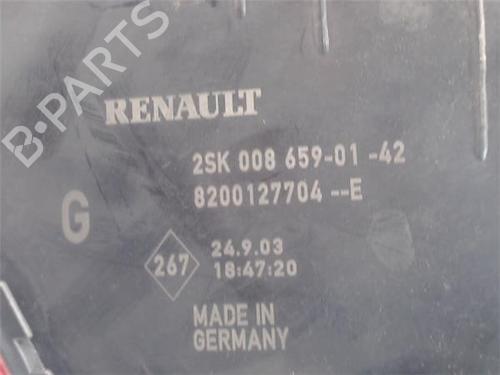 B-PARTS
RENAULT
2SK 008 659-01 -42
8200127704 --E
G
267
24.9.03
18:47:20
MADE IN
GERMANY